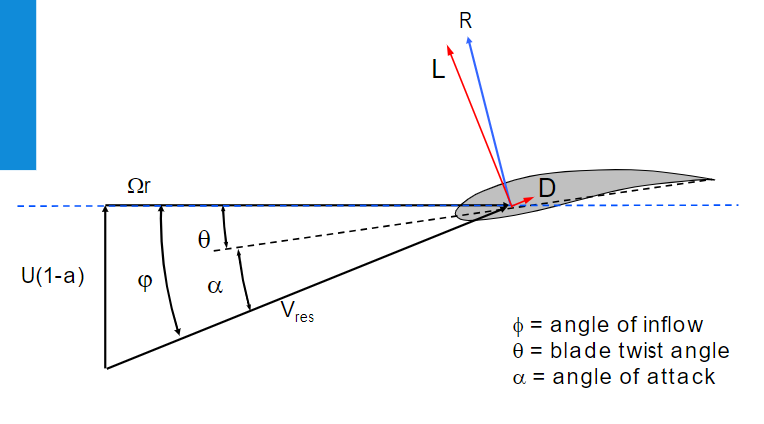 R
L
Ωr
D
θ
U(1-a)
φ
α
Vres
ϕ = angle of inflow
θ = blade twist angle
α = angle of attack